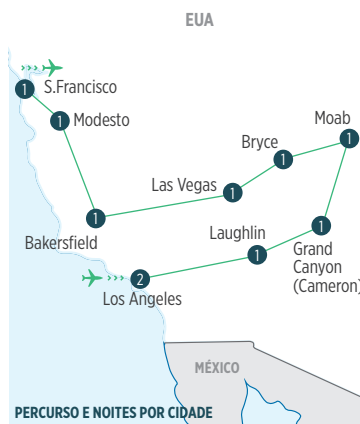 EUA
1
S.Francisco
1
Modesto
Moab
1
Bryce
1
Las Vegas
1
1
Bakersfield
Laughlin
1
1
Grand
Canyon
(Cameron)
2
Los Angeles
MÉXICO
PERCURSO E NOITES POR CIDADE